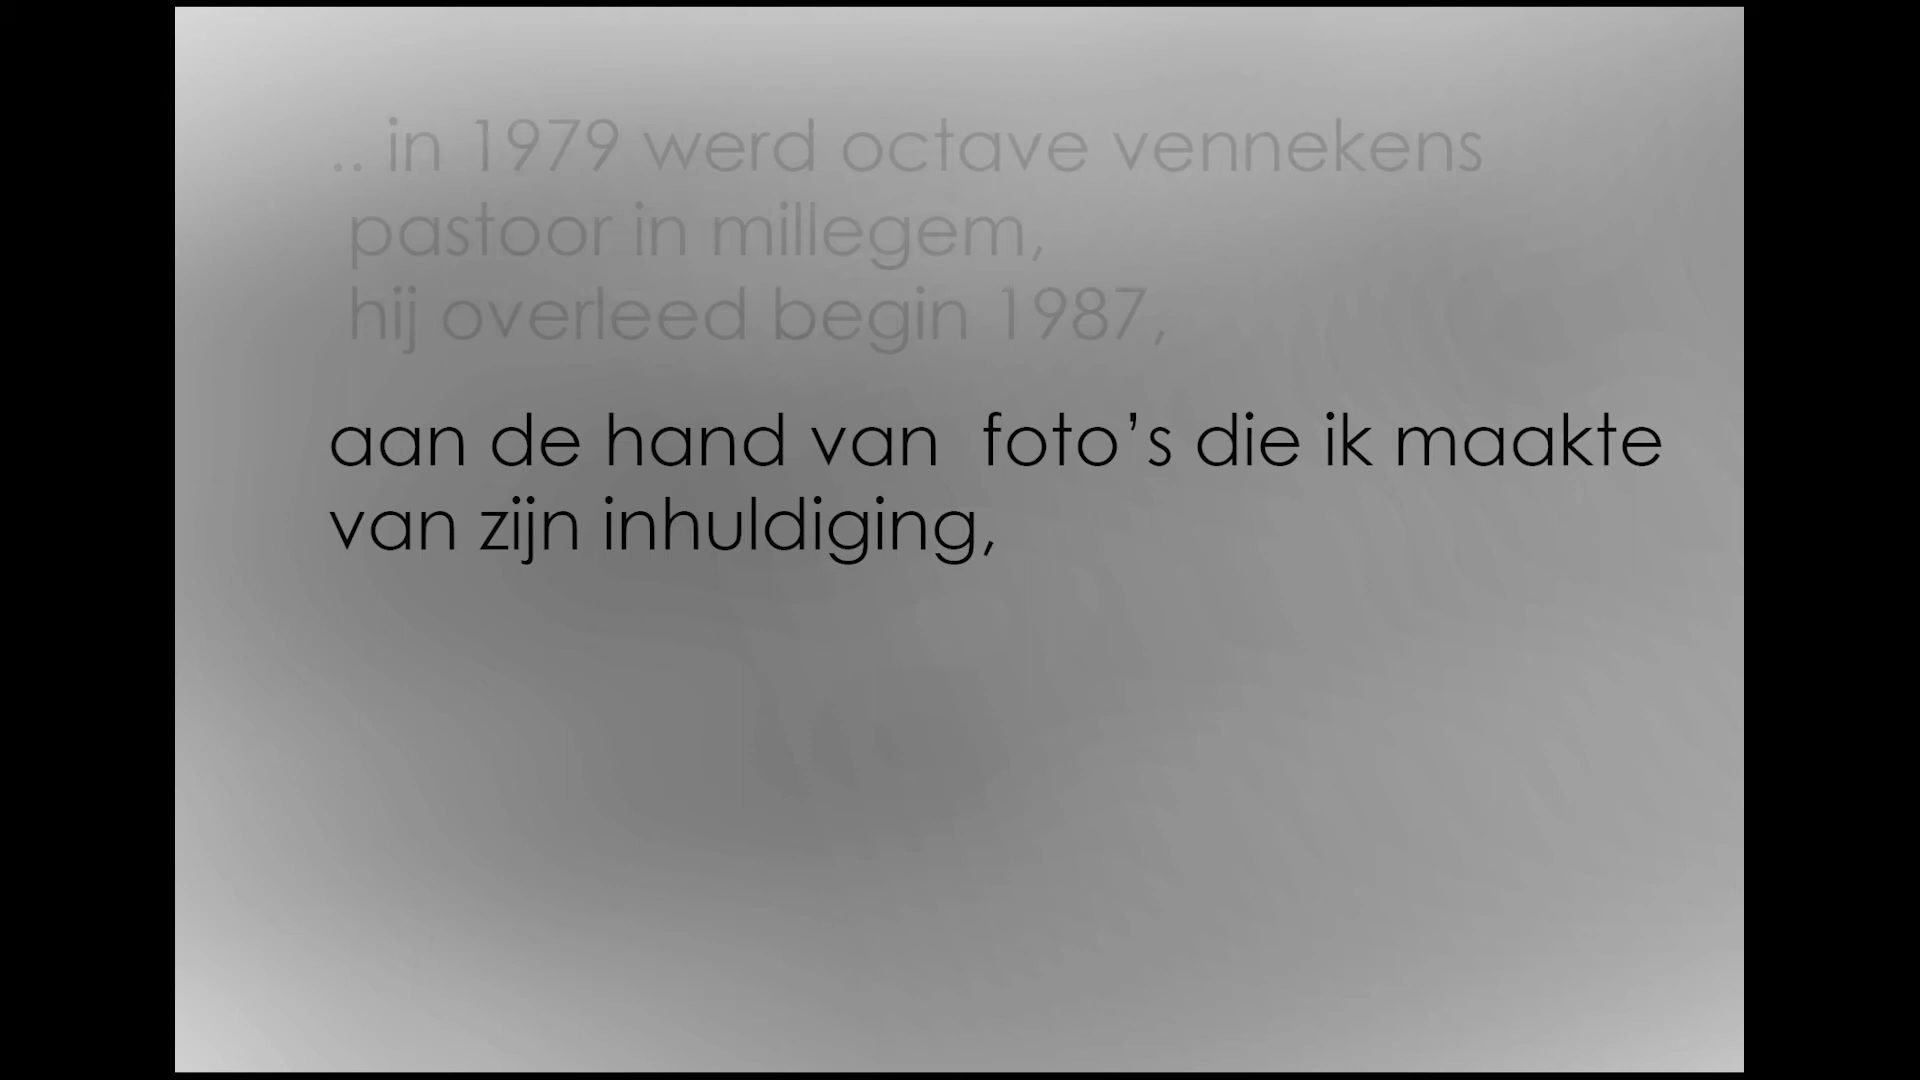 .. in 1979 werd octave vennekens
pastoor in millegem,
hij overleed begin 1987,
aan de hand van  foto’s die ik maakte
van zijn inhuldiging,